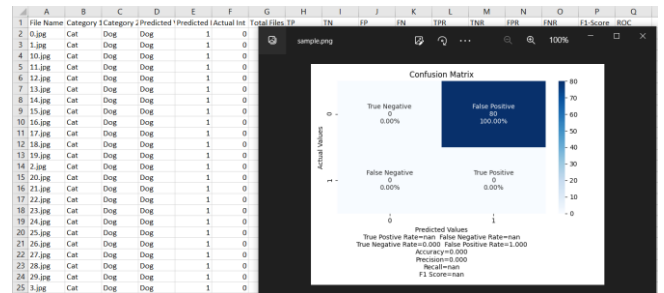 A B C D E F G H I J K L M N O P Q
1 File Name Category 1 Category 2 Predicted Predicted Actual Int Total Files TP TN FP FN TPR TNR FPR FNR F1-Score ROC
2 0.jpg Cat Dog Dog 1 0
3 1.jpg Cat Dog Dog 1 0
4 10.jpg Cat Dog Dog 1 0
5 11.jpg Cat Dog Dog 1 0
6 12.jpg Cat Dog Dog 1 0
7 13.jpg Cat Dog Dog 1 0
8 14.jpg Cat Dog Dog 1 0
9 15.jpg Cat Dog Dog 1 0
10 16.jpg Cat Dog Dog 1 0
11 17.jpg Cat Dog Dog 1 0
12 18.jpg Cat Dog Dog 1 0
13 19.jpg Cat Dog Dog 1 0
14 2.jpg Cat Dog Dog 1 0
15 20.jpg Cat Dog Dog 1 0
16 21.jpg Cat Dog Dog 1 0
17 22.jpg Cat Dog Dog 1 0
18 23.jpg Cat Dog Dog 1 0
19 24.jpg Cat Dog Dog 1 0
20 25.jpg Cat Dog Dog 1 0
21 26.jpg Cat Dog Dog 1 0
22 27.jpg Cat Dog Dog 1 0
23 28.jpg Cat Dog Dog 1 0
24 29.jpg Cat Dog Dog 1 0
25 3.jpg Cat Dog Dog 1 0
sample.png 100%
Confusion Matrix
True Negative
0
0.00%
False Positive
80
100.00%
False Negative
0
0.00%
True Positive
0
0.00%
Actual Values
0
1
0 1
80
70
60
50
40
30
20
10
0
Predicted Values
True Postive Rate=nan False Negative Rate=nan
True Negative Rate=0.000 False Positive Rate=1.000
Accuracy=0.000
Precision=0.000
Recall=nan
F1 Score=nan